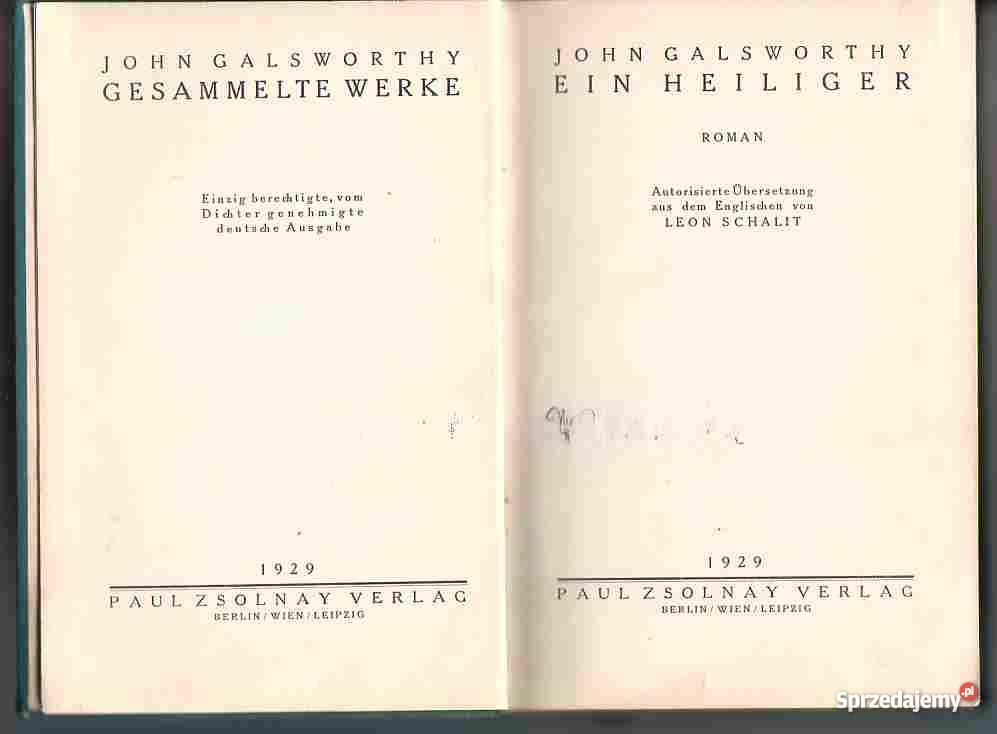 JOHN GALSWORTHY
GESAMMELTE WERKE
Einzig berechtigte, vom
Dichter genehmigte
deutsche Ausgabe
1929
PAUL ZSOLNAY VERLAG
BERLIN/WIEN/LEIPZIG
JOHN GALSWORTHY
EIN HEILIGER
ROMAN
Autorisierte Übersetzung
aus dem Englischen von
LEON SCHALIT
1929
PAUL ZSOLNAY VERLAG
BERLIN/WIEN/LEIPZIG
Sprzedajemy.pl